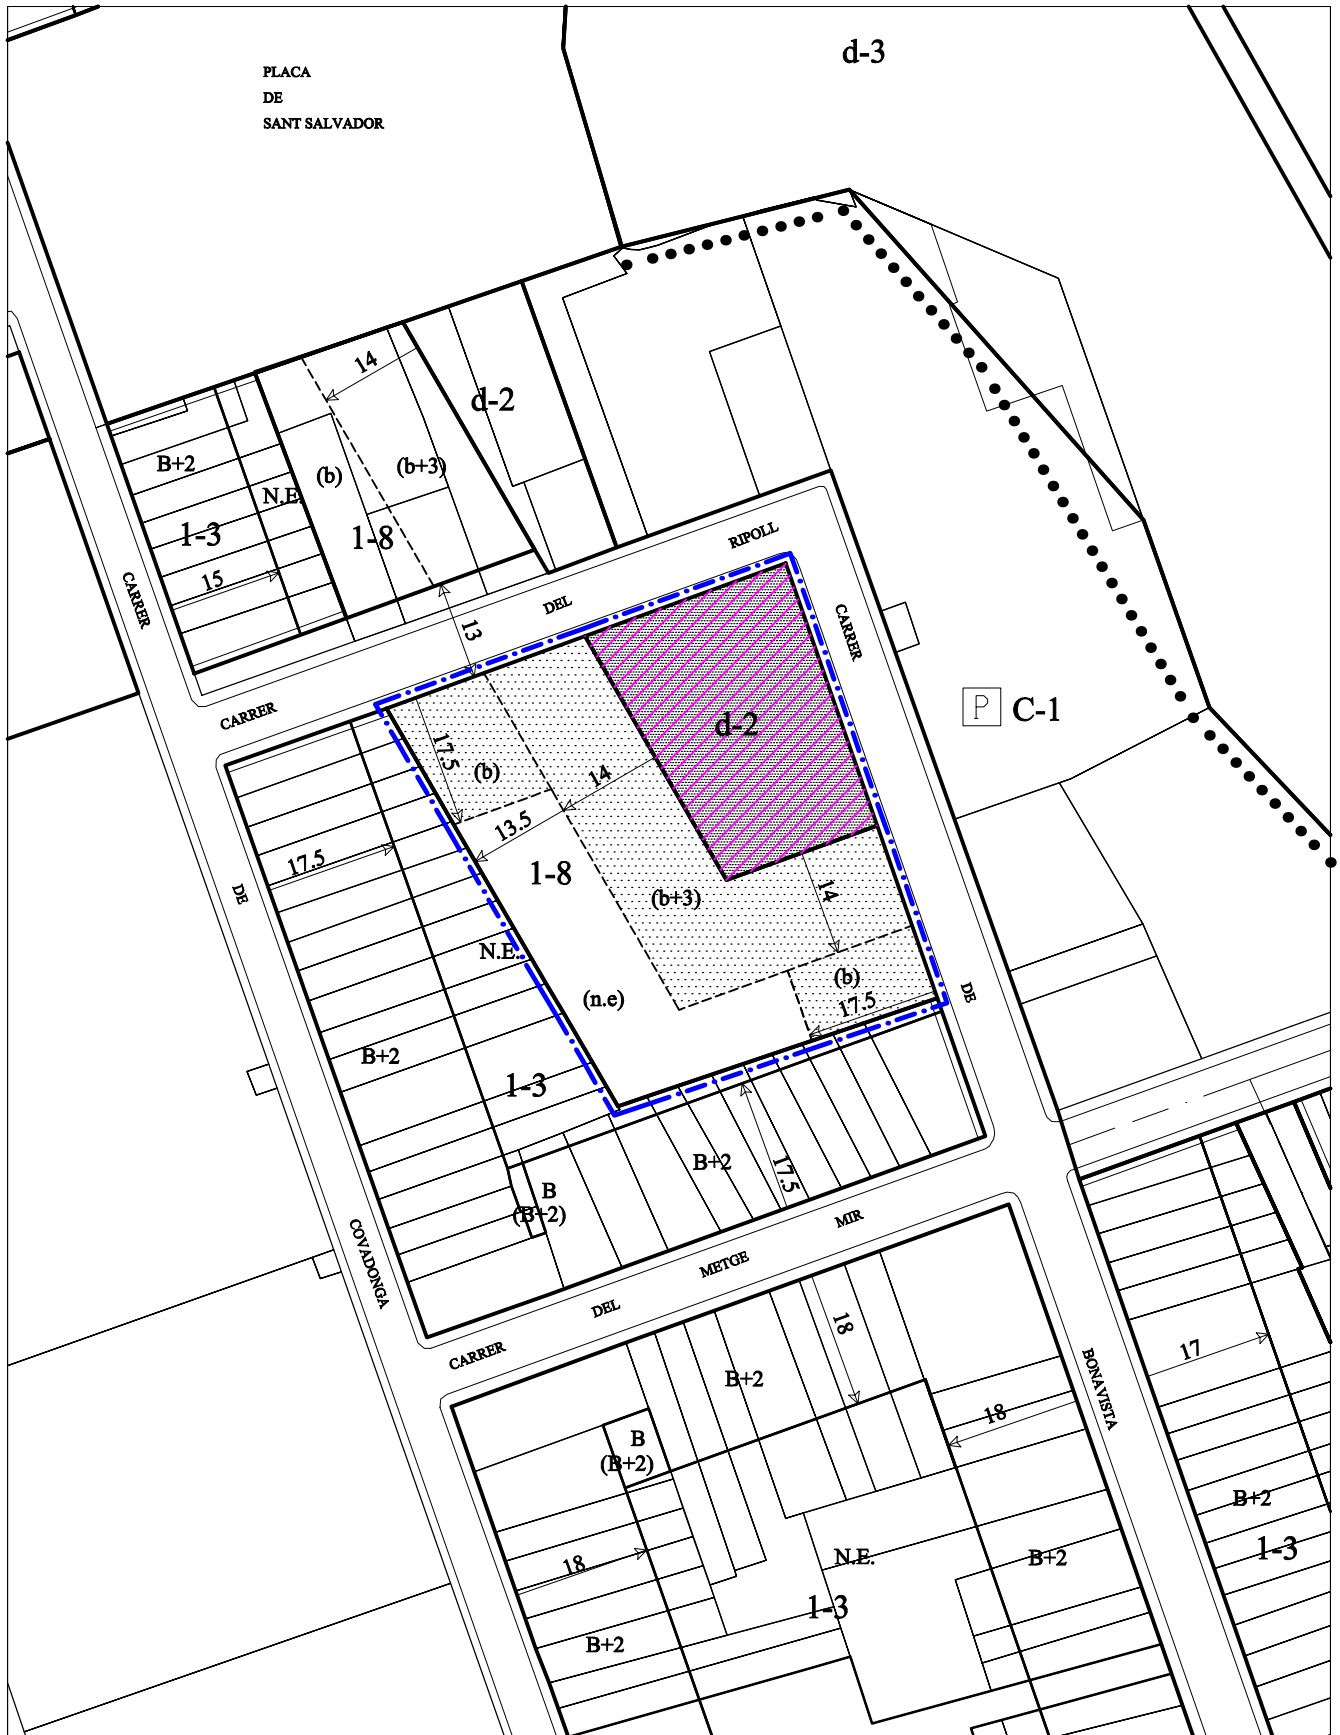 d-3
PLACA
DE
SANT SALVADOR
14
d-2
B+2
(b)
(b+3)
N.E.
1-3
1-8
15
CARRER
RIPOLL
DEL
13
CARRER
CARRER
d-2
P C-1
17.5
(b)
14
13.5
17.5
1-8
DE
(b+3)
14
N.E.
(b)
17.5
DE
(n.e)
B+2
1-3
B+2
17.5
B
(B+2)
COVADONGA
MIR
METGE
DEL
CARRER
18
17
BONAVISTA
B+2
18
B
(B+2)
B+2
N.E.
B+2
1-3
18
1-3
B+2